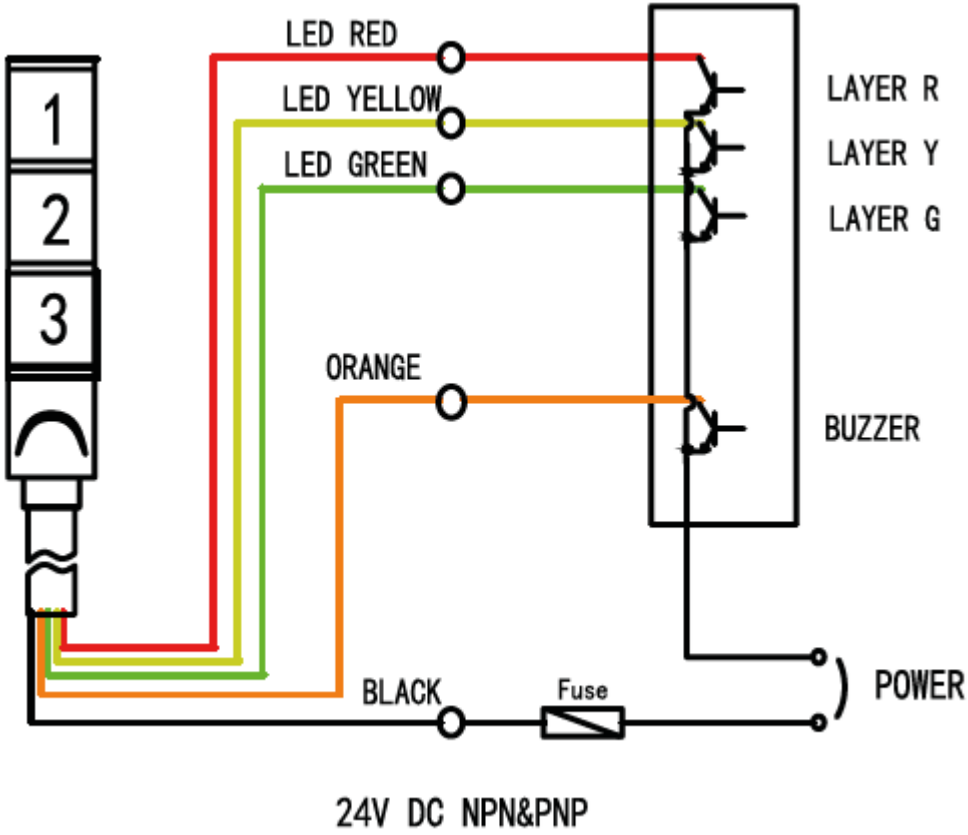 LED RED
LED YELLOW
LED GREEN
LAYER R
LAYER Y
LAYER G
1
2
3
ORANGE
BUZZER
BLACK
Fuse
POWER
24V DC NPN&PNP